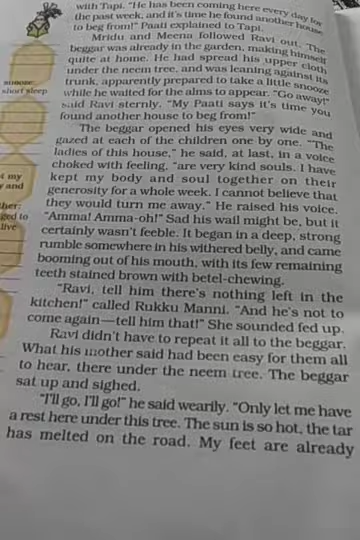 with Tapi. "He has been coming here every day for
the past week, and it's time he found another house
to beg from!" Paati explained to Tapi.
Mridu and Meena followed Ravi out. The
beggar was already in the garden, making himself
quite at home. He had spread his upper cloth
under the neem tree, and was leaning against its
trunk, apparently prepared to take a little snooze
while he waited for the alms to appear. "Go away!"
said Ravi sternly. "My Paati says it's time you
found another house to beg from!"
The beggar opened his eyes very wide and
gazed at each of the children one by one. "The
ladies of this house," he said, at last, in a voice
choked with feeling, "are very kind souls. I have
kept my body and soul together on their
generosity for a whole week. I cannot believe that
they would turn me away." He raised his voice.
"Amma! Amma-oh!" Sad his wail might be, but it
certainly wasn't feeble. It began in a deep, strong
rumble somewhere in his withered belly, and came
booming out of his mouth, with its few remaining
teeth stained brown with betel-chewing.
"Ravi, tell him there's nothing left in the
kitchen!" called Rukku Manni. "And he's not to
come again—tell him that!" She sounded fed up.
Ravi didn't have to repeat it all to the beggar.
What his mother said had been easy for them all
to hear, there under the neem tree. The beggar
sat up and sighed.
"I'll go, I'll go!" he said wearily. "Only let me have
a rest here under this tree. The sun is so hot, the tar
has melted on the road. My feet are already
snooze:
short sleep
t my
y and
ther:
ged to
live